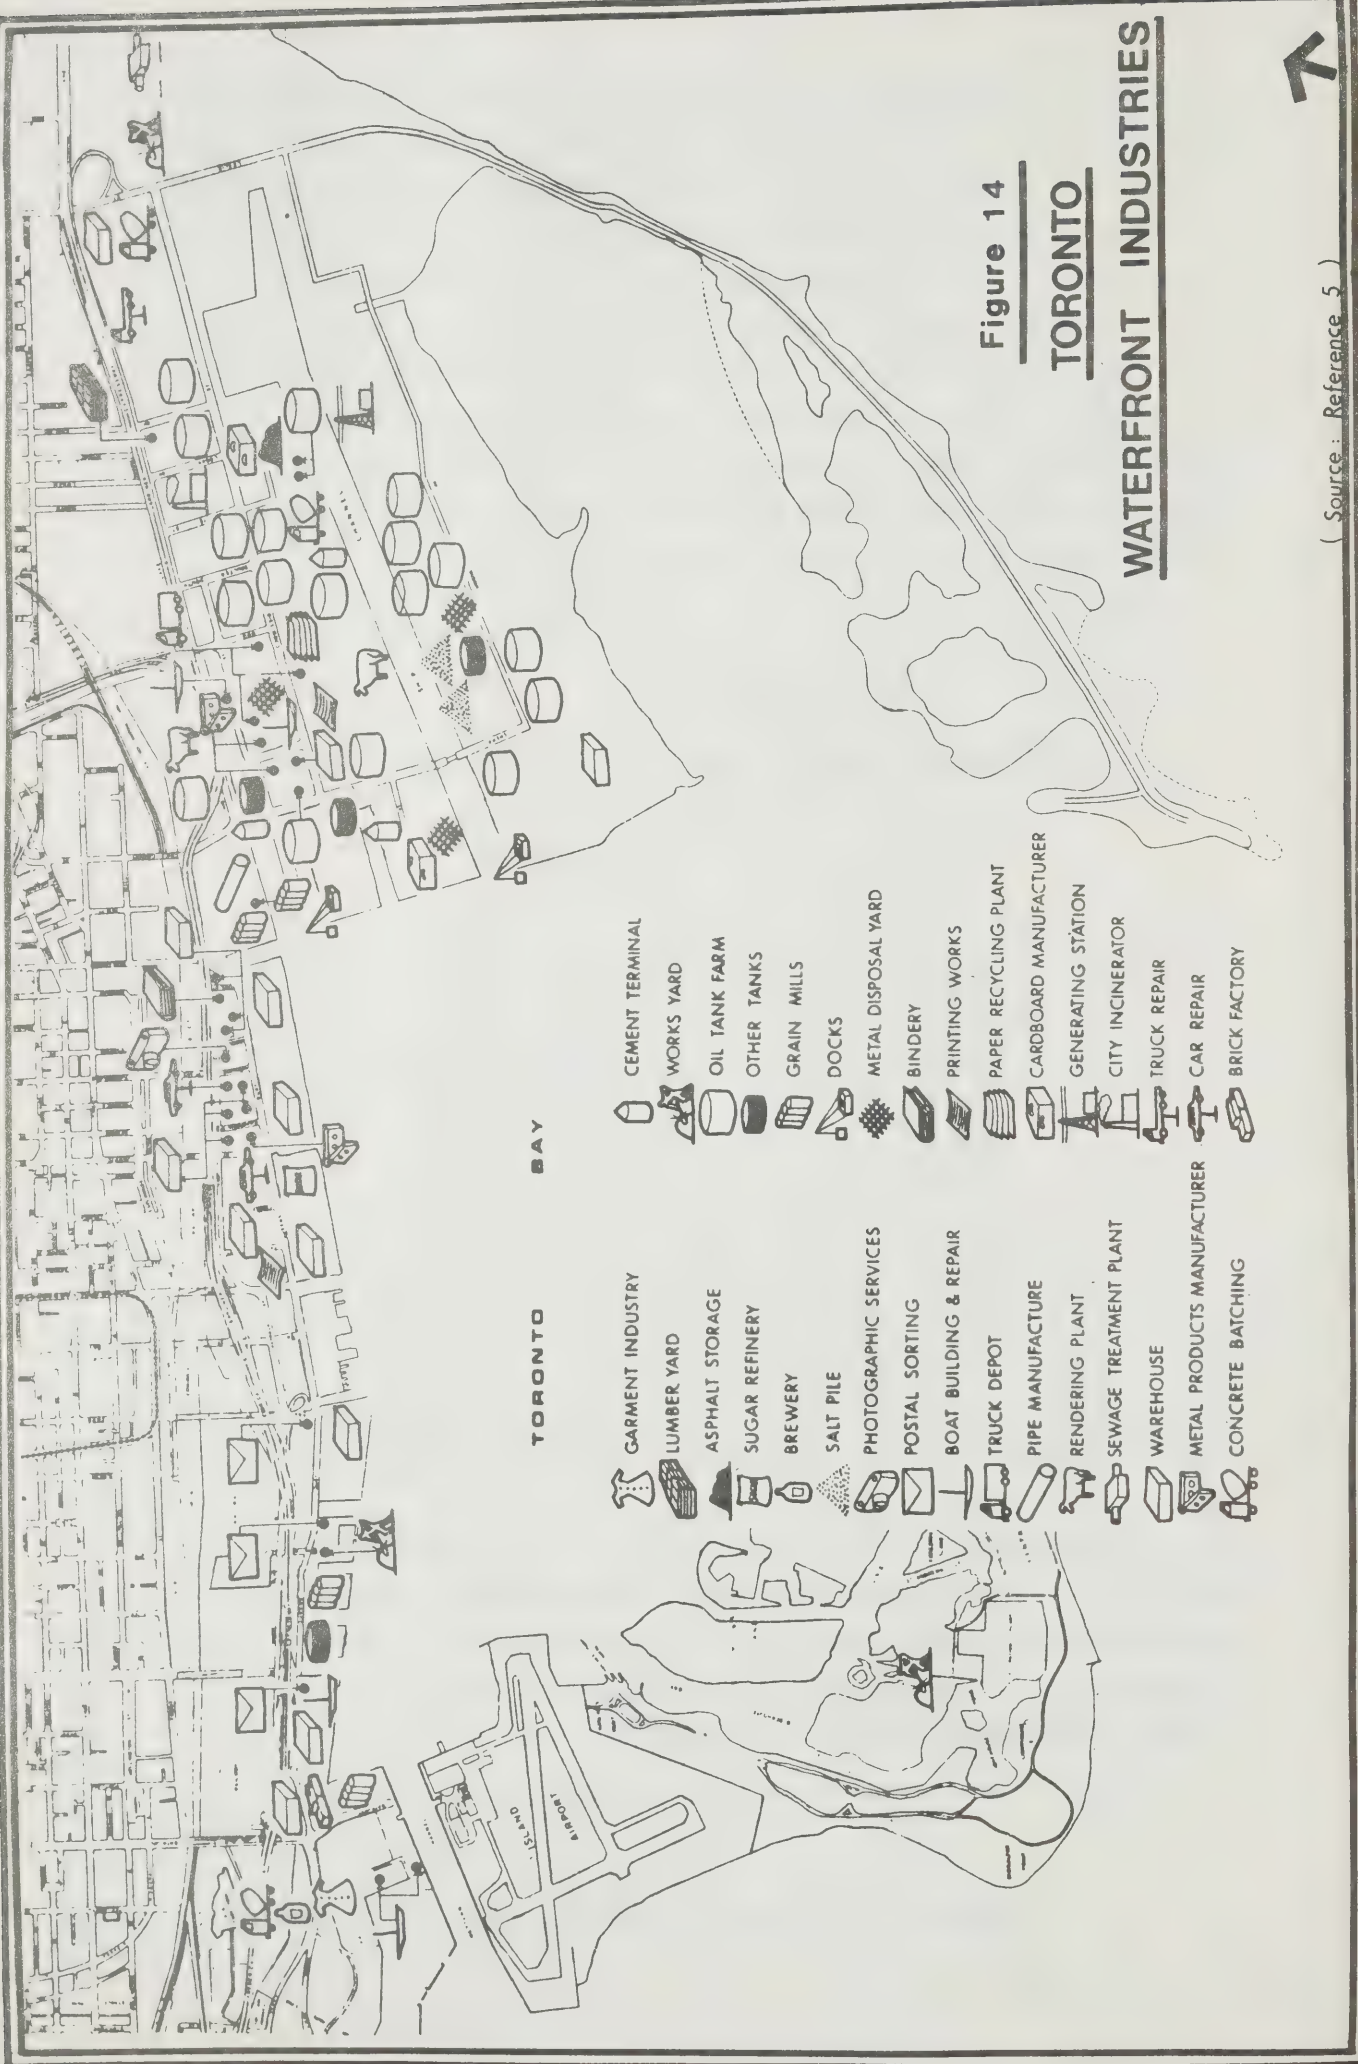 Figure 14
TORONTO
WATERFRONT INDUSTRIES
( Source : Reference 5 )
TORONTO BAY
ISLAND
AIRPORT
CHANNEL
GARMENT INDUSTRY
LUMBER YARD
ASPHALT STORAGE
SUGAR REFINERY
BREWERY
SALT PILE
PHOTOGRAPHIC SERVICES
POSTAL SORTING
BOAT BUILDING & REPAIR
TRUCK DEPOT
PIPE MANUFACTURE
RENDERING PLANT
SEWAGE TREATMENT PLANT
WAREHOUSE
METAL PRODUCTS MANUFACTURER
CONCRETE BATCHING
CEMENT TERMINAL
WORKS YARD
OIL TANK FARM
OTHER TANKS
GRAIN MILLS
DOCKS
METAL DISPOSAL YARD
BINDERY
PRINTING WORKS
PAPER RECYCLING PLANT
CARDBOARD MANUFACTURER
GENERATING STATION
CITY INCINERATOR
TRUCK REPAIR
CAR REPAIR
BRICK FACTORY